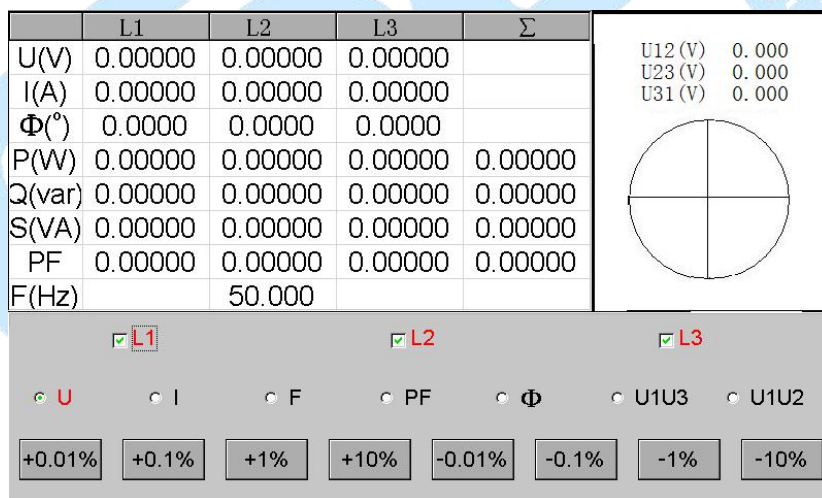 L1 L2 L3 Σ
U(V) 0.00000 0.00000 0.00000
I(A) 0.00000 0.00000 0.00000
Φ(°) 0.0000 0.0000 0.0000
P(W) 0.00000 0.00000 0.00000 0.00000
Q(var) 0.00000 0.00000 0.00000 0.00000
S(VA) 0.00000 0.00000 0.00000 0.00000
PF 0.00000 0.00000 0.00000 0.00000
F(Hz) 50.000
U12(V) 0.000
U23(V) 0.000
U31(V) 0.000
L1 L2 L3
U I F PF Φ U1U3 U1U2
+0.01% +0.1% +1% +10% -0.01% -0.1% -1% -10%